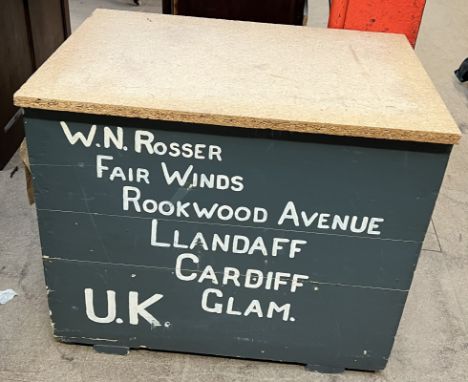 W.N. Rosser
Fair Winds
Rookwood Avenue
Llandaff
Cardiff
Glam.
U.K.